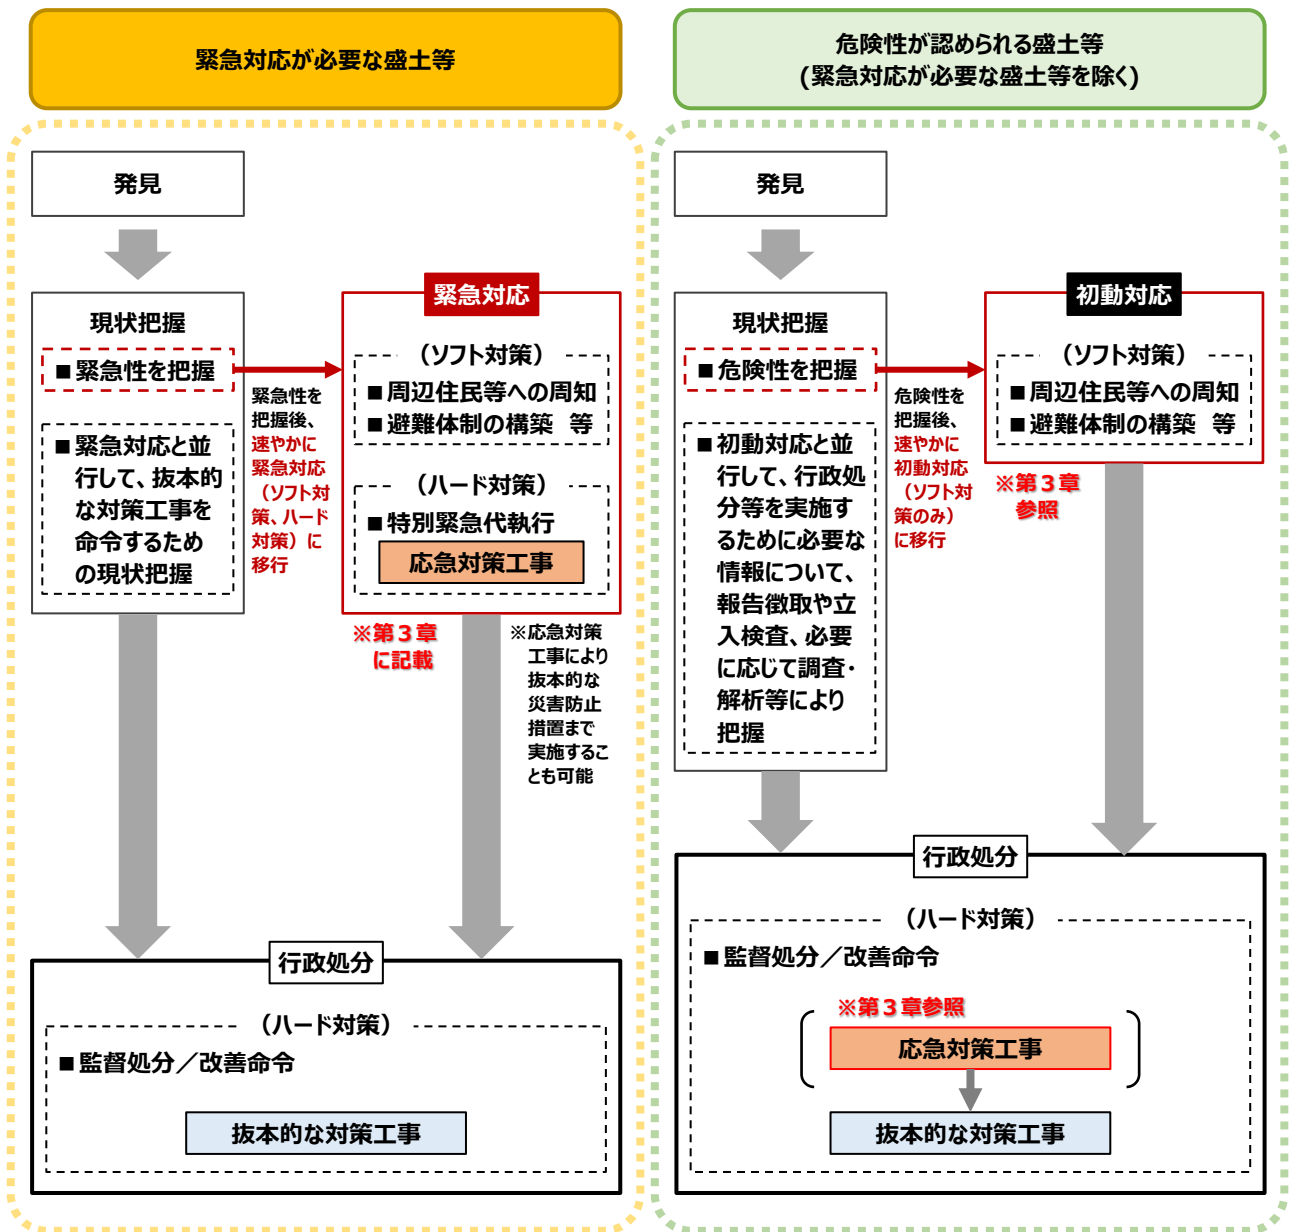 緊急対応が必要な盛土等
発見
現状把握
■緊急性を把握
■緊急対応と並
行して、抜本的
な対策工事を
命令するため
の現状把握
緊急性を
把握後、
速やかに
緊急対応
（ソフト対
策、ハード
対策）に
移行
緊急対応
（ソフト対策）
■周辺住民等への周知
■避難体制の構築　等
（ハード対策）
■特別緊急代執行
応急対策工事
※第３章
に記載
※応急対策
工事により
抜本的な
災害防止
措置まで
実施するこ
とも可能
行政処分
（ハード対策）
■監督処分／改善命令
抜本的な対策工事
危険性が認められる盛土等
(緊急対応が必要な盛土等を除く)
発見
現状把握
■危険性を把握
■初動対応と並
行して、行政処
分等を実施す
るために必要な
情報について、
報告徴取や立
入検査、必要
に応じて調査・
解析等により
把握
危険性を
把握後、
速やかに
初動対応
（ソフト対
策のみ）
に移行
初動対応
（ソフト対策）
■周辺住民等への周知
■避難体制の構築　等
※第３章
参照
行政処分
（ハード対策）
■監督処分／改善命令
※第３章参照
応急対策工事
抜本的な対策工事